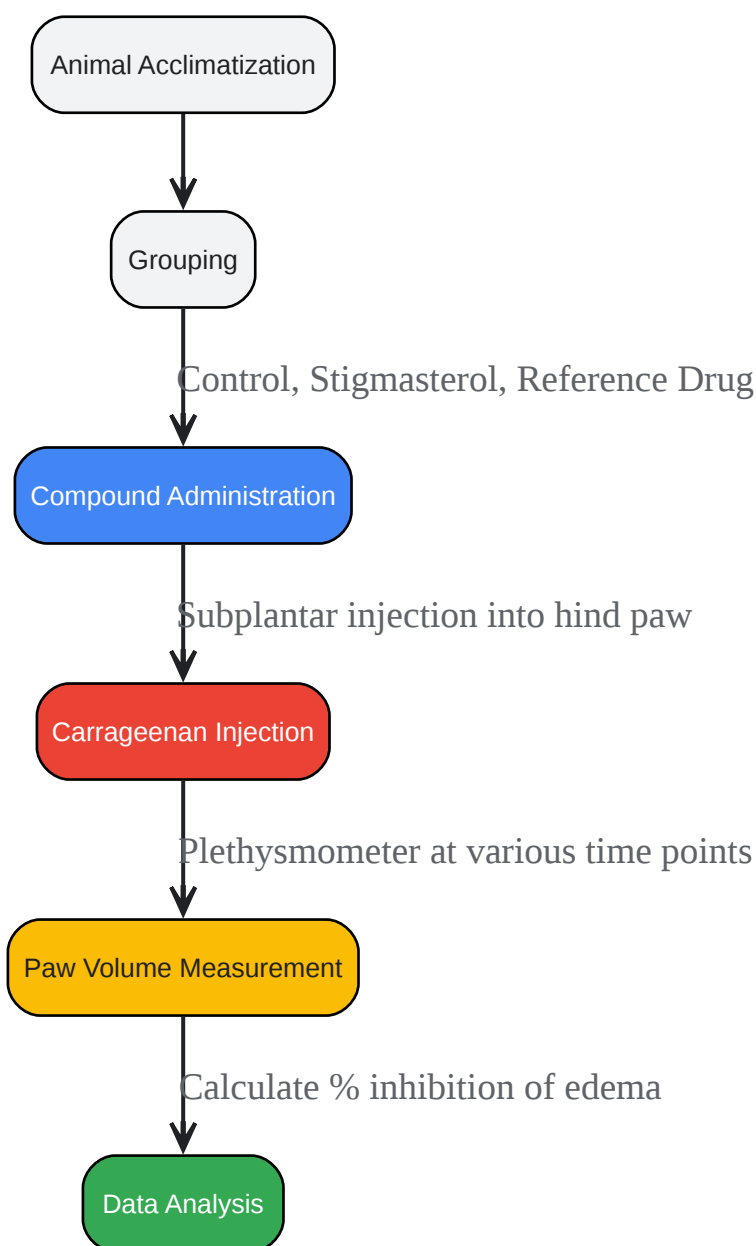 Animal Acclimatization
Grouping
Control, Stigmasterol, Reference Drug
Compound Administration
Subplantar injection into hind paw
Carrageenan Injection
Plethysmometer at various time points
Paw Volume Measurement
Calculate % inhibition of edema
Data Analysis